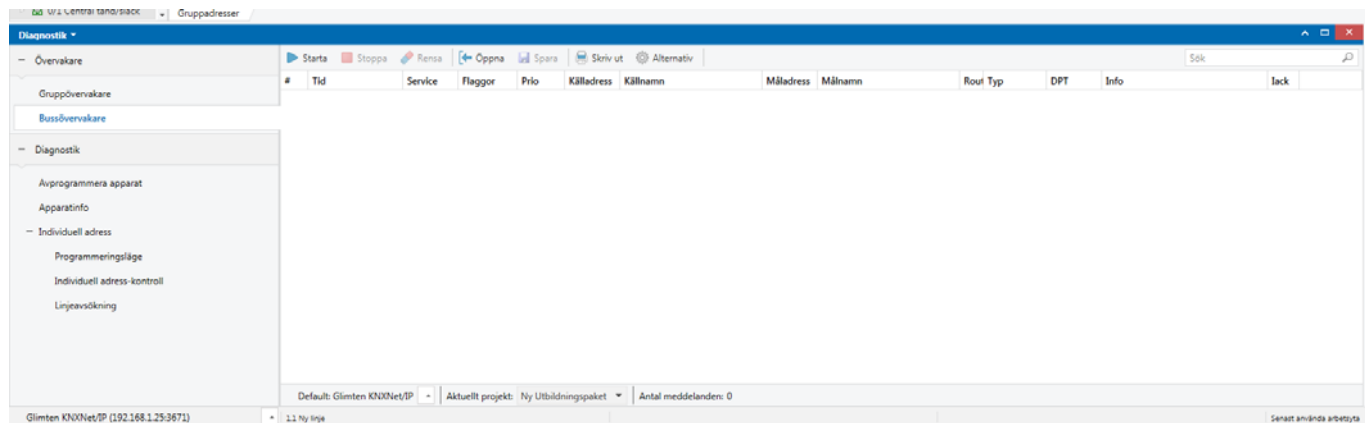 0/1 Central tänd/släck Gruppadresser
Diagnostik
Övervakare
Gruppövervakare
Bussövervakare
Diagnostik
Avprogrammera apparat
Apparatinfo
Individuell adress
Programmeringsläge
Individuell adress-kontroll
Linjeavsökning
Starta Stoppa Rensa Öppna Spara Skriv ut Alternativ Sök
# Tid Service Flaggor Prio Källadress Källnamn Måladress Målnamn Rout Typ DPT Info Iack
Default: Glimten KNXNet/IP Aktuellt projekt: Ny Utbildningspaket Antal meddelanden: 0
Glimten KNXNet/IP (192.168.1.25:3671) 1.1 Ny linje Senast använda arbetsyta